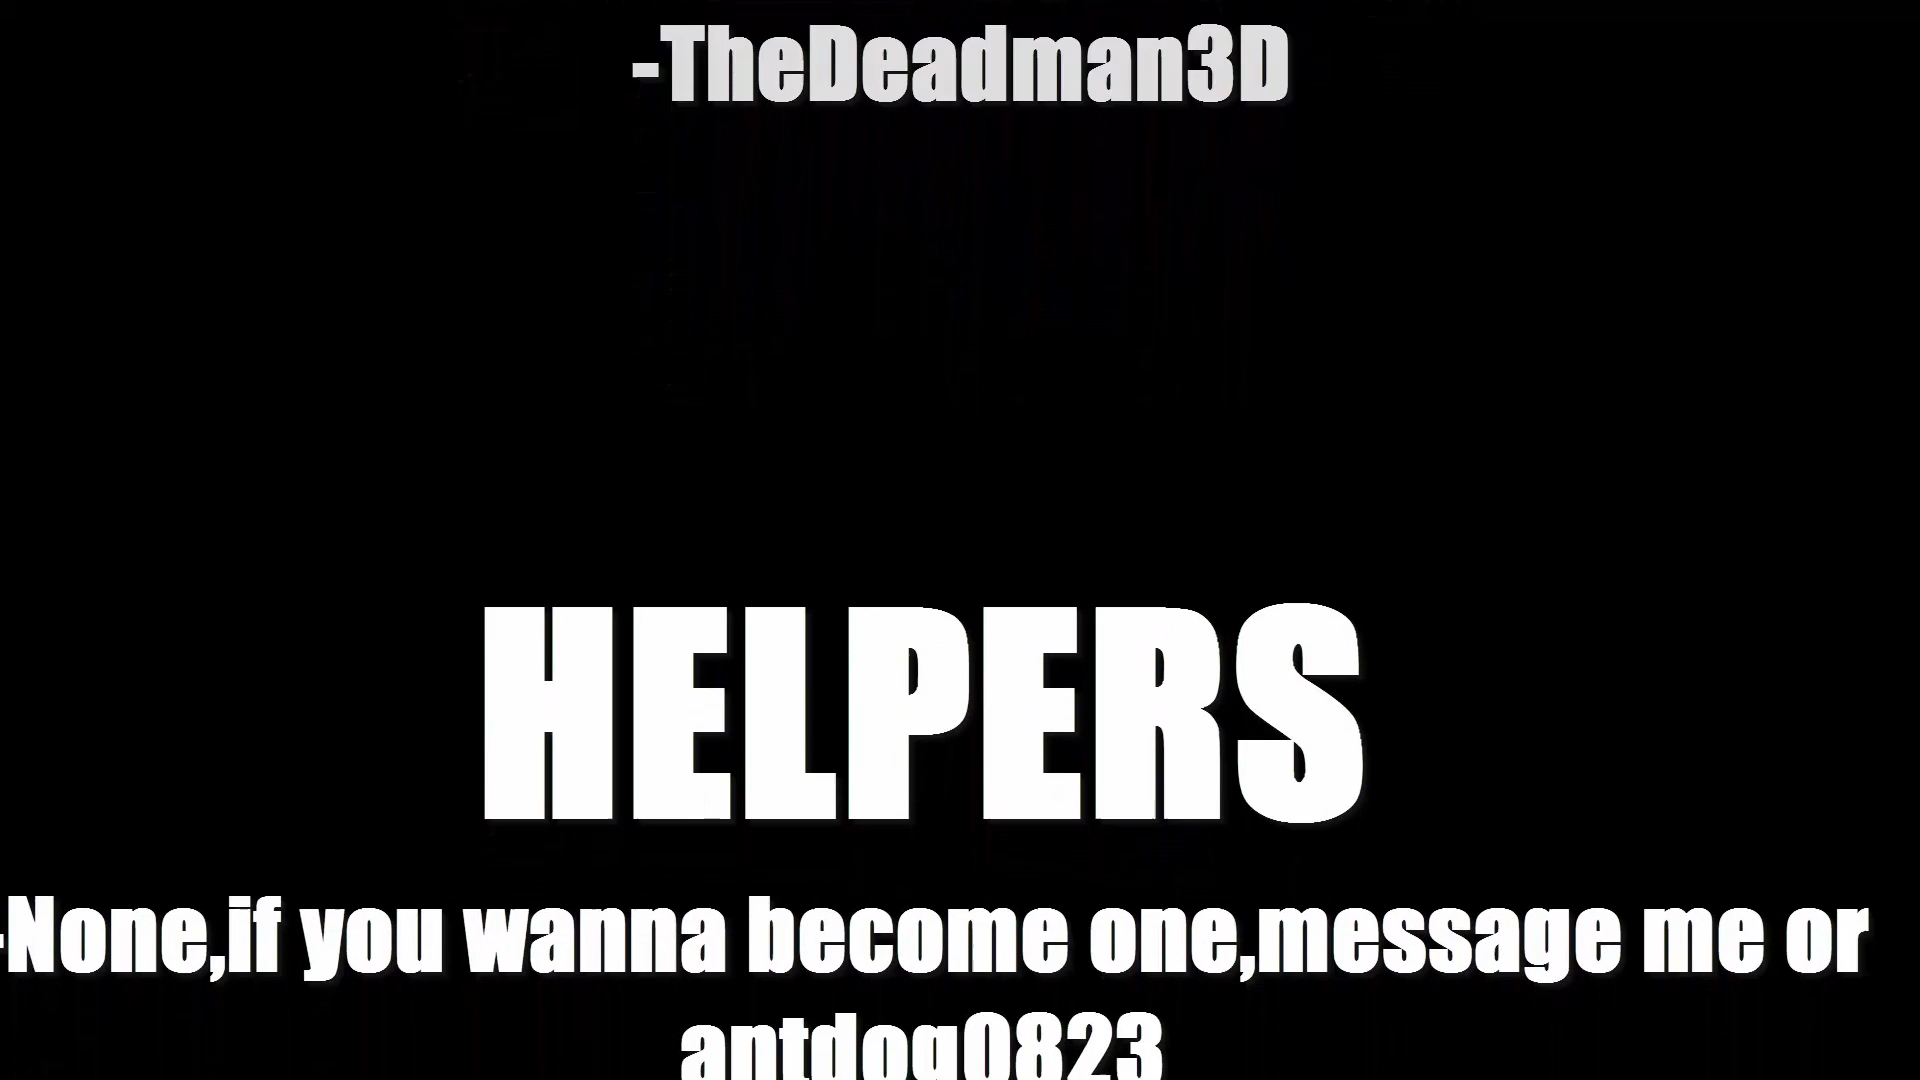 -TheDeadman3D
HELPERS
-None,if you wanna become one,message me or
antdog0823